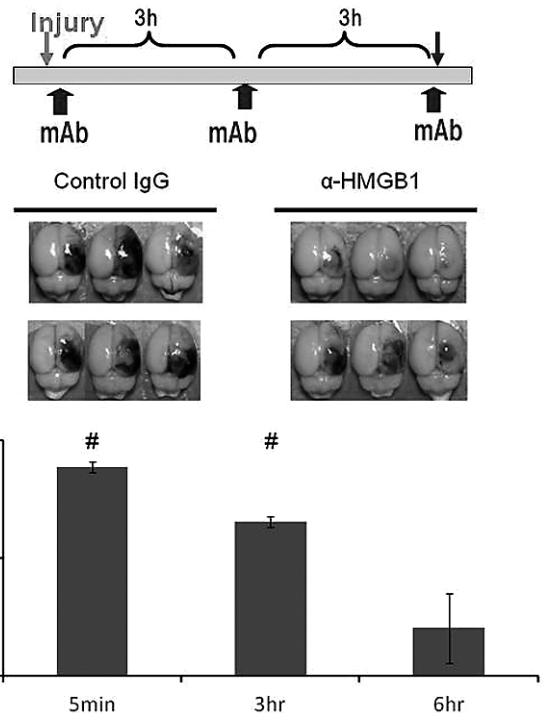 Injury 3h 3h
mAb mAb mAb
Control IgG α-HMGB1
# #
5min 3hr 6hr